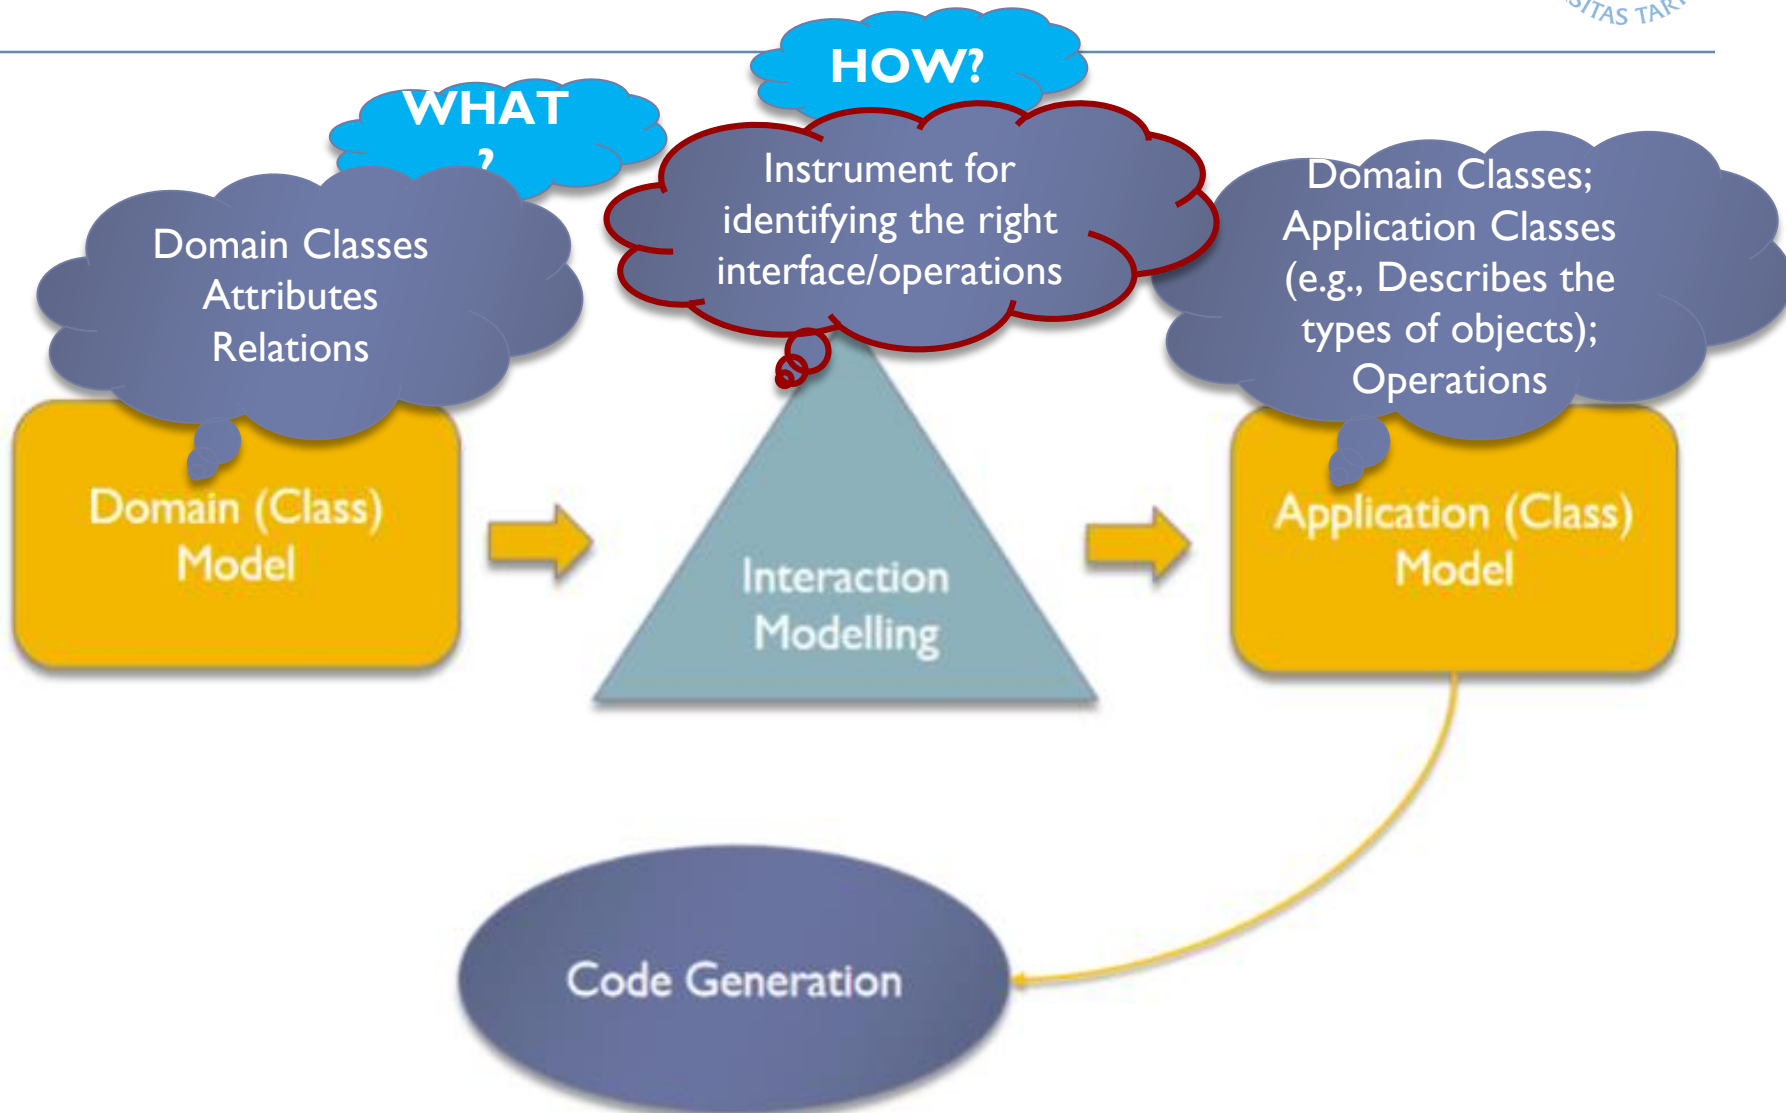 HOW?
WHAT
?
Instrument for
identifying the right
interface/operations
Domain Classes;
Application Classes
(e.g., Describes the
types of objects);
Operations
Domain Classes
Attributes
Relations
Domain (Class)
Model
Interaction
Modelling
Application (Class)
Model
Code Generation